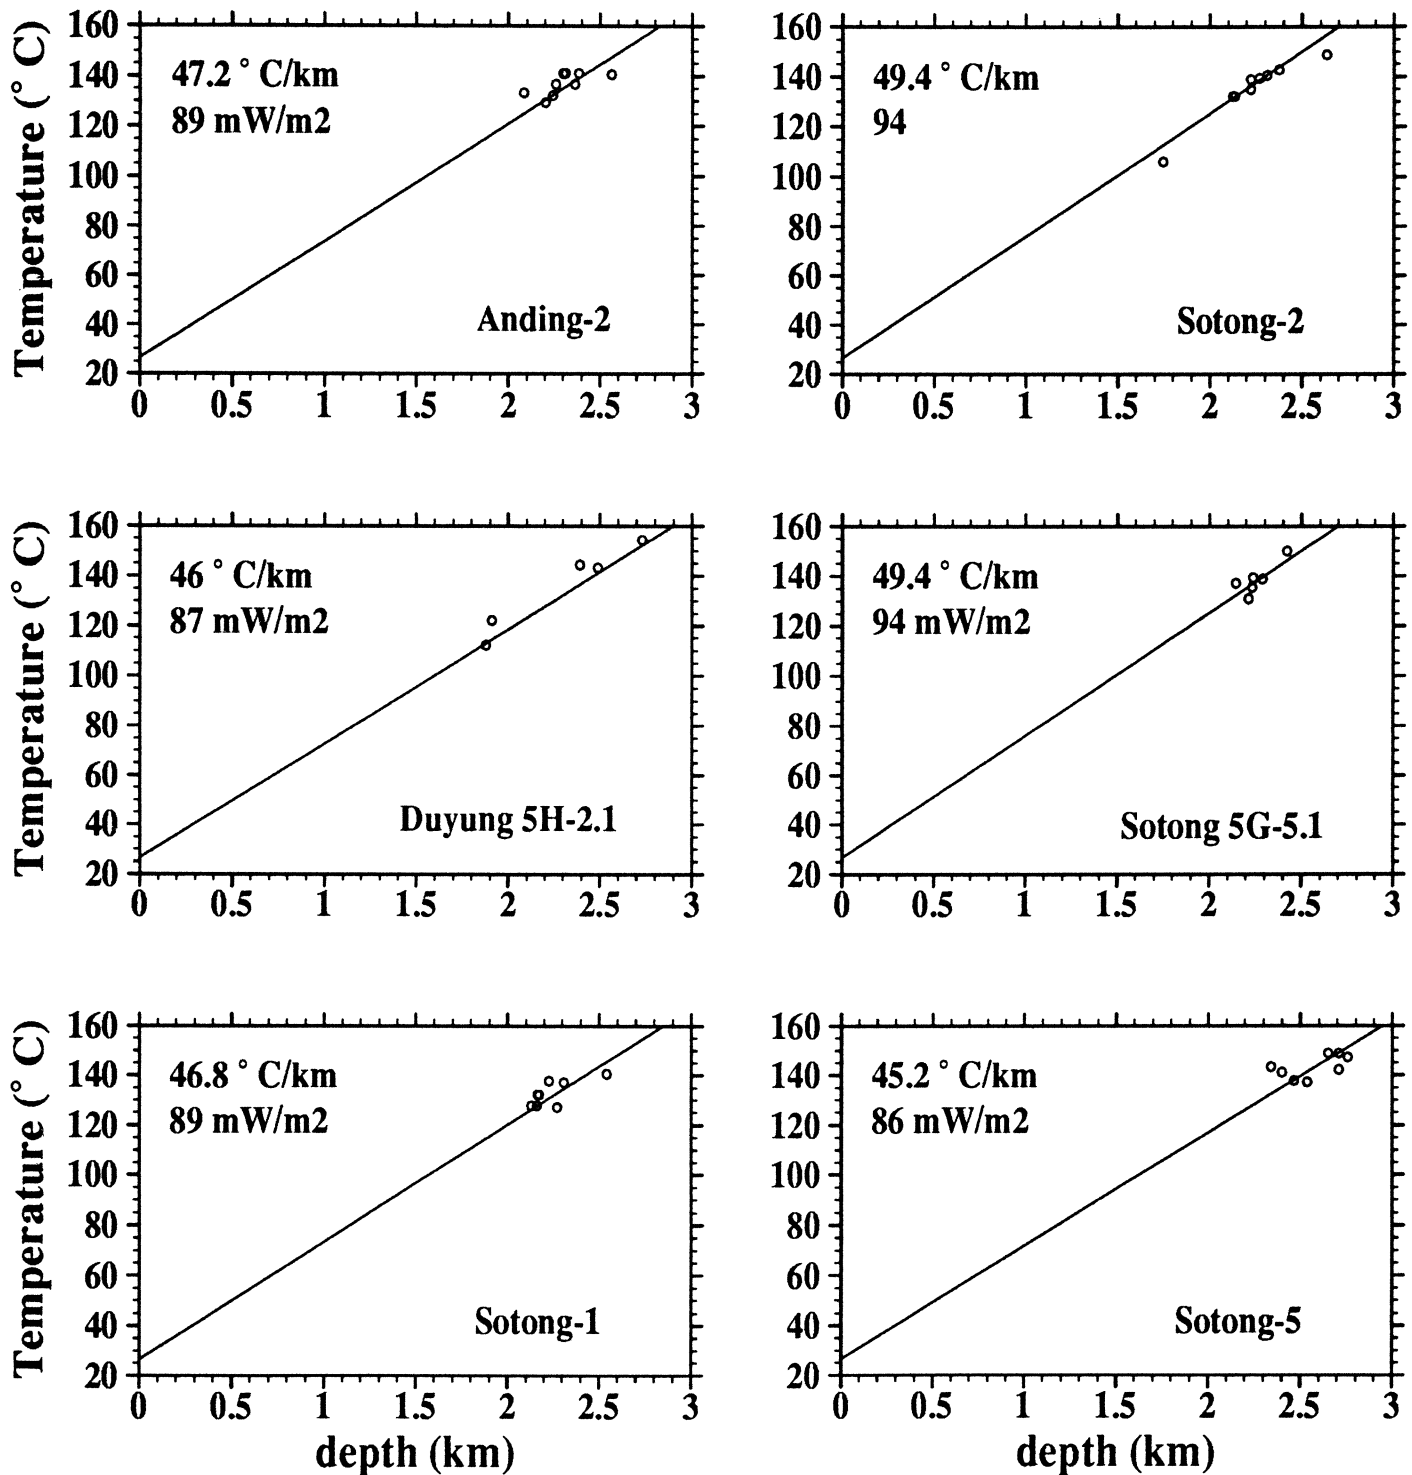 Temperature (° C)
160
140
120
100
80
60
40
20
47.2 ° C/km
89 mW/m2
Anding-2
0 0.5 1 1.5 2 2.5 3
160
140
120
100
80
60
40
20
49.4 ° C/km
94
Sotong-2
0 0.5 1 1.5 2 2.5 3
Temperature (° C)
160
140
120
100
80
60
40
20
46 ° C/km
87 mW/m2
Duyung 5H-2.1
0 0.5 1 1.5 2 2.5 3
160
140
120
100
80
60
40
20
49.4 ° C/km
94 mW/m2
Sotong 5G-5.1
0 0.5 1 1.5 2 2.5 3
Temperature (° C)
160
140
120
100
80
60
40
20
46.8 ° C/km
89 mW/m2
Sotong-1
0 0.5 1 1.5 2 2.5 3
depth (km)
160
140
120
100
80
60
40
20
45.2 ° C/km
86 mW/m2
Sotong-5
0 0.5 1 1.5 2 2.5 3
depth (km)